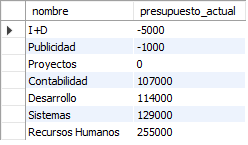 nombre presupuesto_actual
I+D -5000
Publicidad -1000
Proyectos 0
Contabilidad 107000
Desarrollo 114000
Sistemas 129000
Recursos Humanos 255000